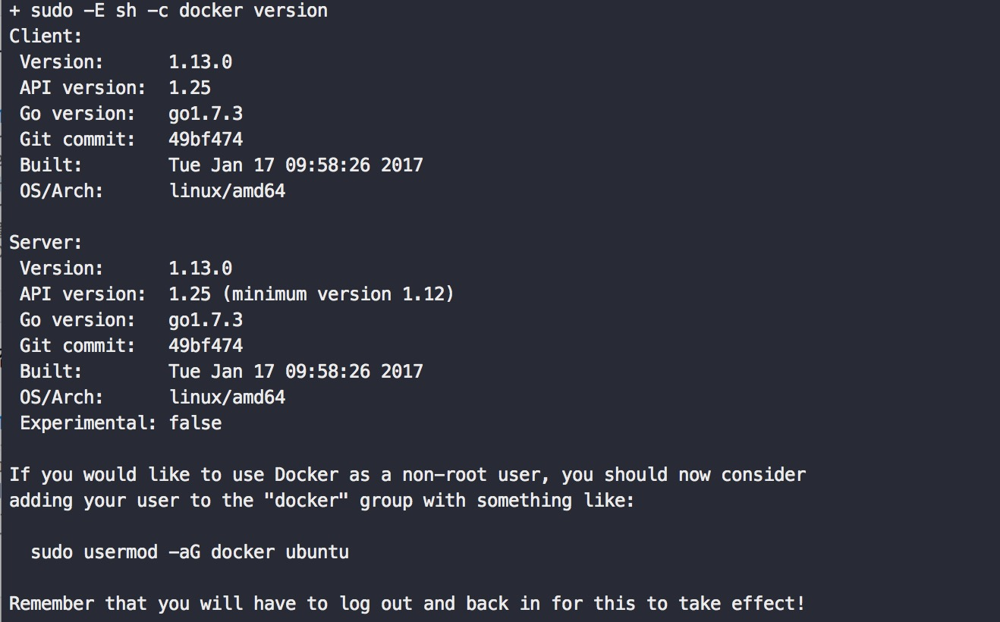 + sudo -E sh -c docker version
Client:
 Version:      1.13.0
 API version:  1.25
 Go version:   go1.7.3
 Git commit:   49bf474
 Built:        Tue Jan 17 09:58:26 2017
 OS/Arch:      linux/amd64

Server:
 Version:      1.13.0
 API version:  1.25 (minimum version 1.12)
 Go version:   go1.7.3
 Git commit:   49bf474
 Built:        Tue Jan 17 09:58:26 2017
 OS/Arch:      linux/amd64
 Experimental: false

If you would like to use Docker as a non-root user, you should now consider
adding your user to the "docker" group with something like:

  sudo usermod -aG docker ubuntu

Remember that you will have to log out and back in for this to take effect!